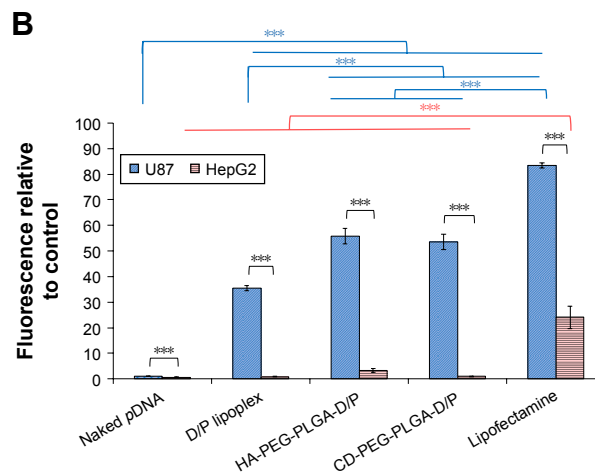 B
***
***
***
***
Fluorescence relative
to control
100
90
80
70
60
50
40
30
20
10
0
U87
HepG2
***
***
***
***
***
Naked pDNA
D/P lipoplex
HA-PEG-PLGA-D/P
CD-PEG-PLGA-D/P
Lipofectamine